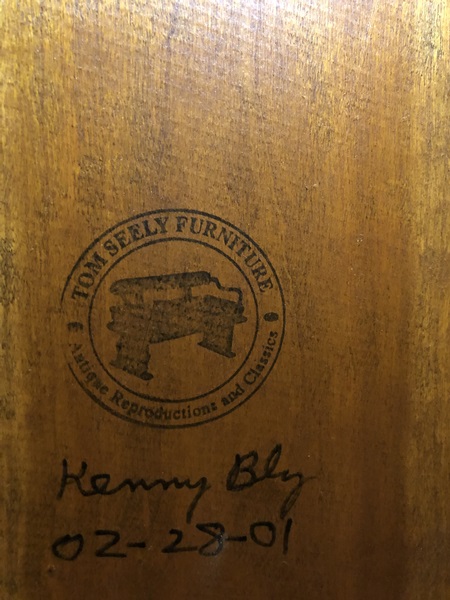 TOM SEELY FURNITURE
Antique Reproductions and Classics
Kenny Bly
02-28-01